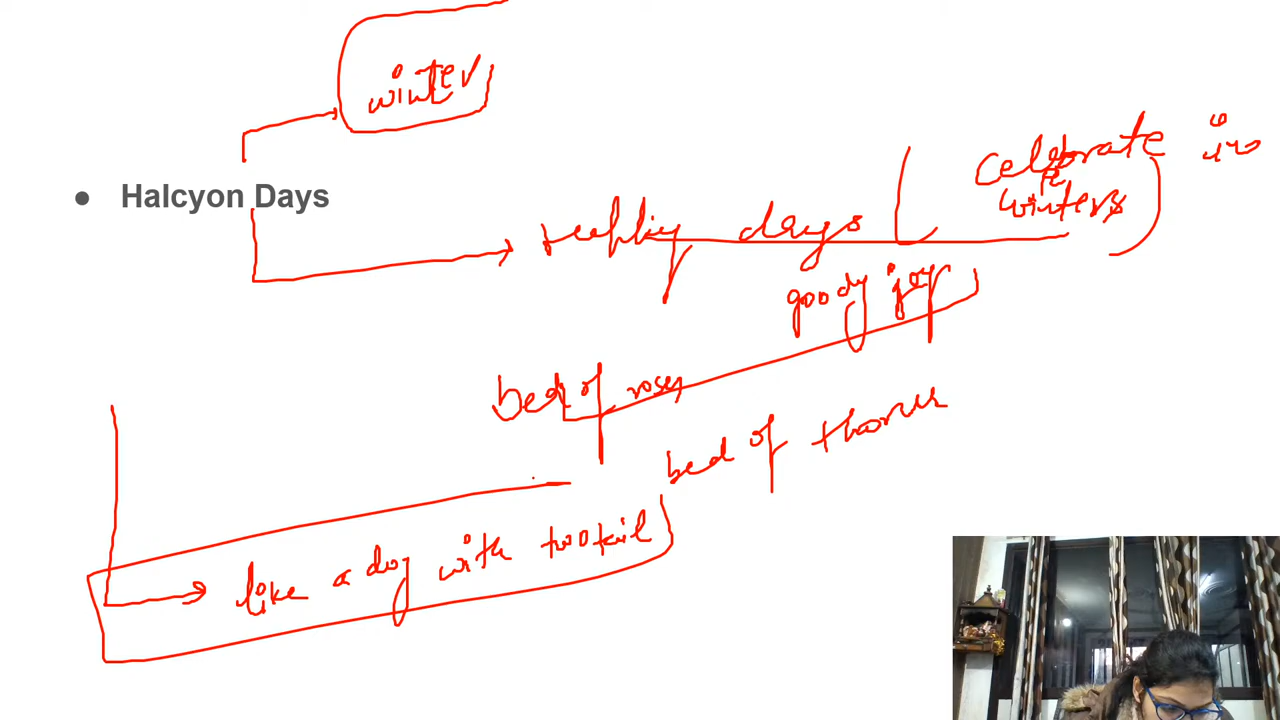 winter
celebrate in
winters
● Halcyon Days
days
goody joy
bed of roses
bed of thorns
like a dog with two tail